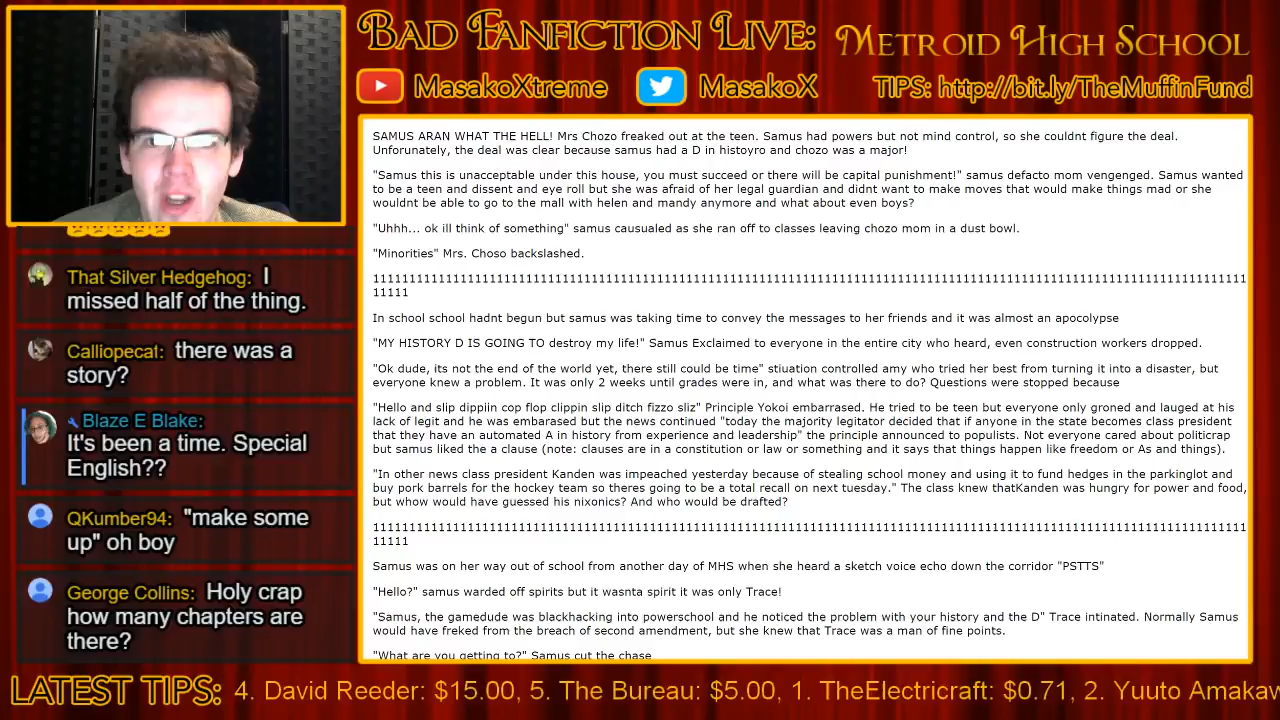 BAD FANFICTION LIVE:
METROID HIGH SCHOOL
MasakoXtreme
MasakoX
TIPS: http://bit.ly/TheMuffinFund
That Silver Hedgehog: I
missed half of the thing.
Calliopecat: there was a
story?
Blaze E Blake:
It's been a time. Special
English??
QKumber94: "make some
up" oh boy
George Collins: Holy crap
how many chapters are
there?
SAMUS ARAN WHAT THE HELL! Mrs Chozo freaked out at the teen. Samus had powers but not mind control, so she couldnt figure the deal.
Unforunately, the deal was clear because samus had a D in histoyro and chozo was a major!
"Samus this is unacceptable under this house, you must succeed or there will be capital punishment!" samus defacto mom vengenged. Samus wanted
to be a teen and dissent and eye roll but she was afraid of her legal guardian and didnt want to make moves that would make things mad or she
wouldnt be able to go to the mall with helen and mandy anymore and what about even boys?
"Uhhh... ok ill think of something" samus causualed as she ran off to classes leaving chozo mom in a dust bowl.
"Minorities" Mrs. Choso backslashed.
111111111111111111111111111111111111111111111111111111111111111111111111111111111111111111111111111111111111111111111111
11111
In school school hadnt begun but samus was taking time to convey the messages to her friends and it was almost an apocolypse
"MY HISTORY D IS GOING TO destroy my life!" Samus Exclaimed to everyone in the entire city who heard, even construction workers dropped.
"Ok dude, its not the end of the world yet, there still could be time" stiuation controlled amy who tried her best from turning it into a disaster, but
everyone knew a problem. It was only 2 weeks until grades were in, and what was there to do? Questions were stopped because
"Hello and slip dippiin cop flop clippin slip ditch fizzo sliz" Principle Yokoi embarrased. He tried to be teen but everyone only groned and lauged at his
lack of legit and he was embarased but the news continued "today the majority legitator decided that if anyone in the state becomes class president
that they have an automated A in history from experience and leadership" the principle announced to populists. Not everyone cared about politicrap
but samus liked the a clause (note: clauses are in a constitution or law or something and it says that things happen like freedom or As and things).
"In other news class president Kanden was impeached yesterday because of stealing school money and using it to fund hedges in the parkinglot and
buy pork barrels for the hockey team so theres going to be a total recall on next tuesday." The class knew thatKanden was hungry for power and food,
but whow would have guessed his nixonics? And who would be drafted?
111111111111111111111111111111111111111111111111111111111111111111111111111111111111111111111111111111111111111111111111
11111
Samus was on her way out of school from another day of MHS when she heard a sketch voice echo down the corridor "PSTTS"
"Hello?" samus warded off spirits but it wasnta spirit it was only Trace!
"Samus, the gamedude was blackhacking into powerschool and he noticed the problem with your history and the D" Trace intinated. Normally Samus
would have freked from the breach of second amendment, but she knew that Trace was a man of fine points.
"What are you getting to?" Samus cut the chase
LATEST TIPS: 4. David Reeder: $15.00, 5. The Bureau: $5.00, 1. TheElectricraft: $0.71, 2. Yuuto Amakaw